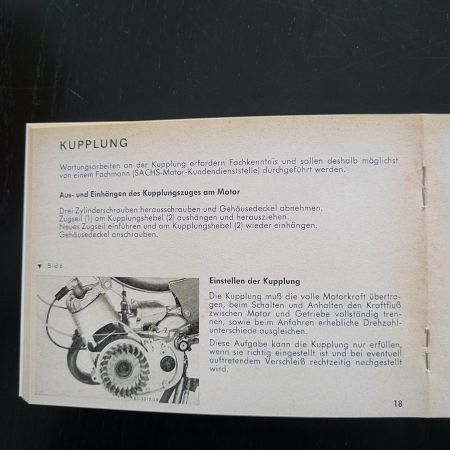 KUPPLUNG
Wartungsarbeiten an der Kupplung erfordern Fachkenntnis und sollen deshalb möglichst
von einem Fachmann (SACHS-Motor-Kundendienststelle) durchgeführt werden.
Aus- und Einhängen des Kupplungszuges am Motor
Drei Zylinderschrauben herausschrauben und Gehäusedeckel abnehmen.
Zugseil (1) am Kupplungshebel (2) aushängen und herausziehen.
Neues Zugseil einführen und am Kupplungshebel (2) wieder einhängen.
Gehäusedeckel anschrauben.
▼ Bild 6
Einstellen der Kupplung
Die Kupplung muß die volle Motorkraft übertra-
gen, beim Schalten und Anhalten den Kraftfluß
zwischen Motor und Getriebe vollständig tren-
nen, sowie beim Anfahren erhebliche Drehzahl-
unterschiede ausgleichen.
Diese Aufgabe kann die Kupplung nur erfüllen,
wenn sie richtig eingestellt ist und bei eventuell
auftretendem Verschleiß rechtzeitig nachgestellt
wird.
18